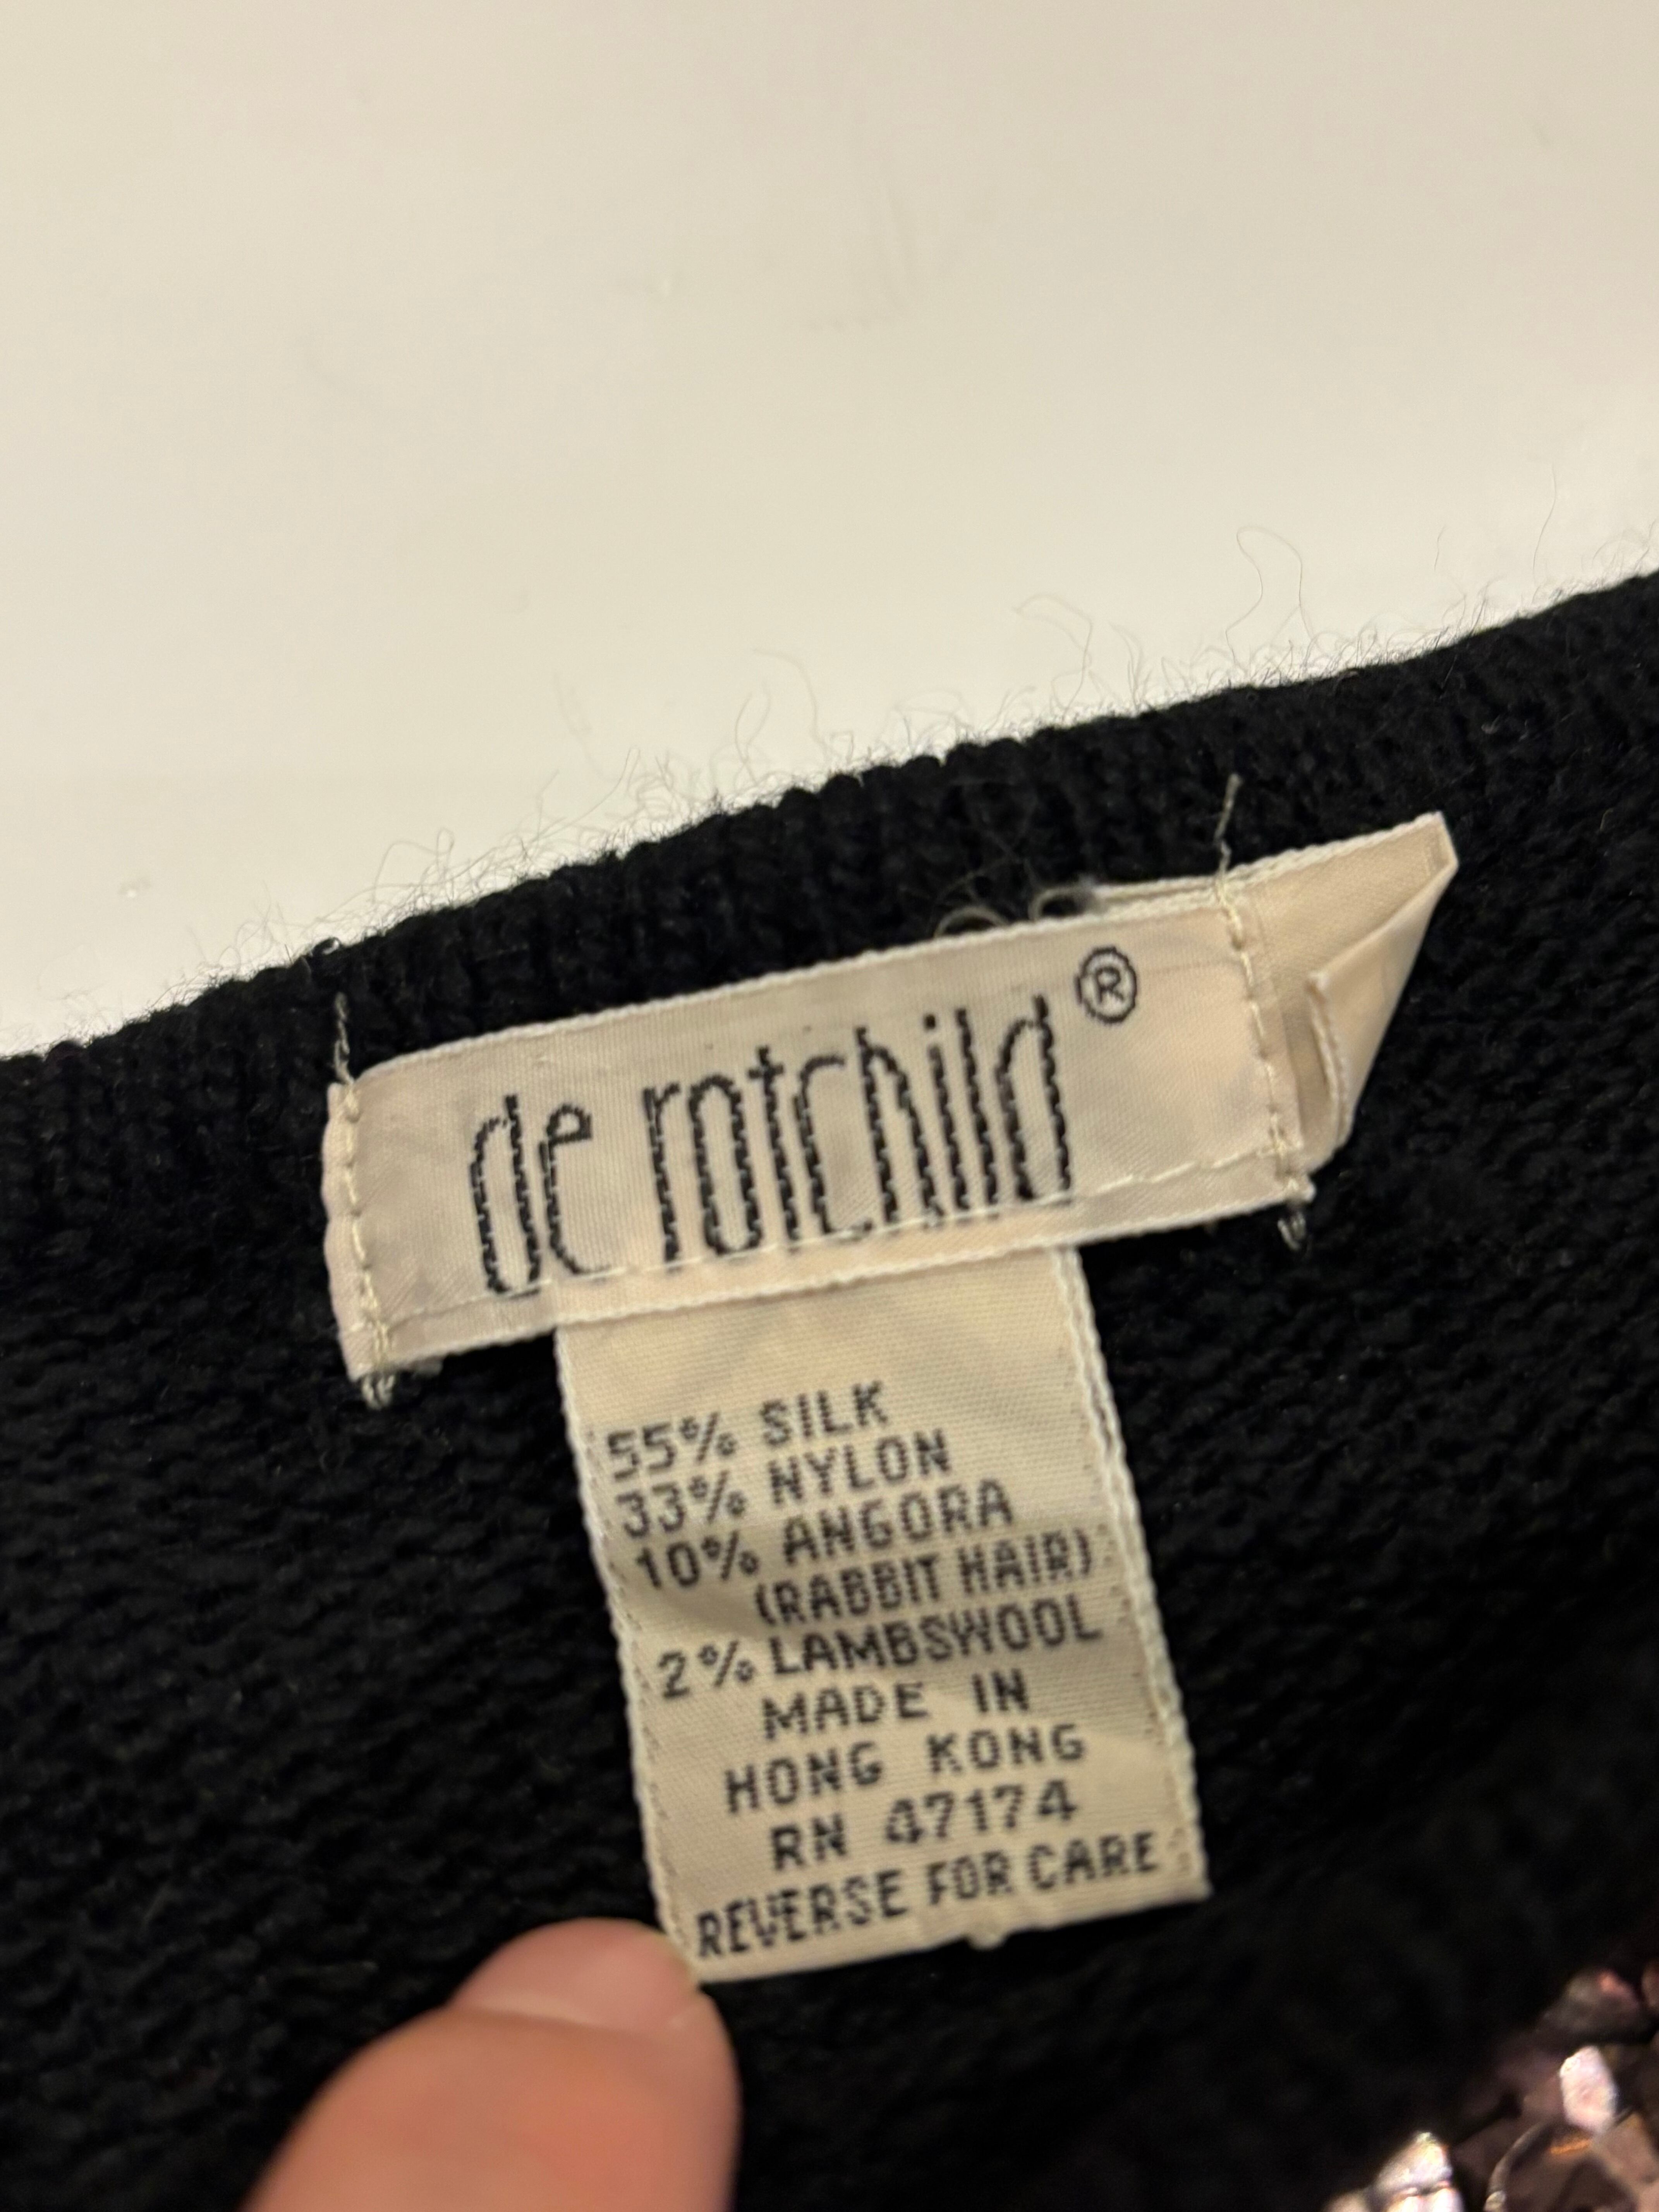 de rotchild ®
55% SILK
33% NYLON
10% ANGORA
(RABBIT HAIR)
2% LAMBSWOOL
MADE IN
HONG KONG
RN 47174
REVERSE FOR CARE